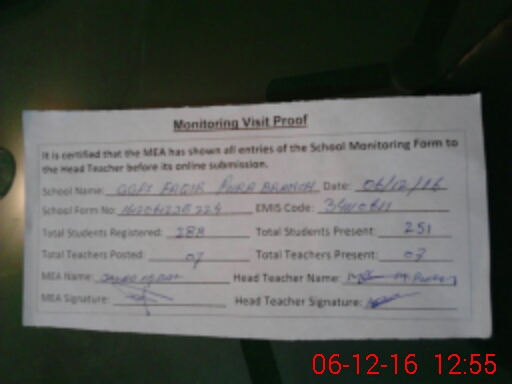 Monitoring Visit Proof
It is certified that the MEA has shown all entries of the School Monitoring Form to
the Head Teacher before its online submission.
School Name: BRANCH Date: 06/12/16
School Form No: EMIS Code:
Total Students Registered: 288 Total Students Present: 251
Total Teachers Posted: 07 Total Teachers Present: 07
MEA Name: Head Teacher Name:
MEA Signature: Head Teacher Signature:
06-12-16 12:55